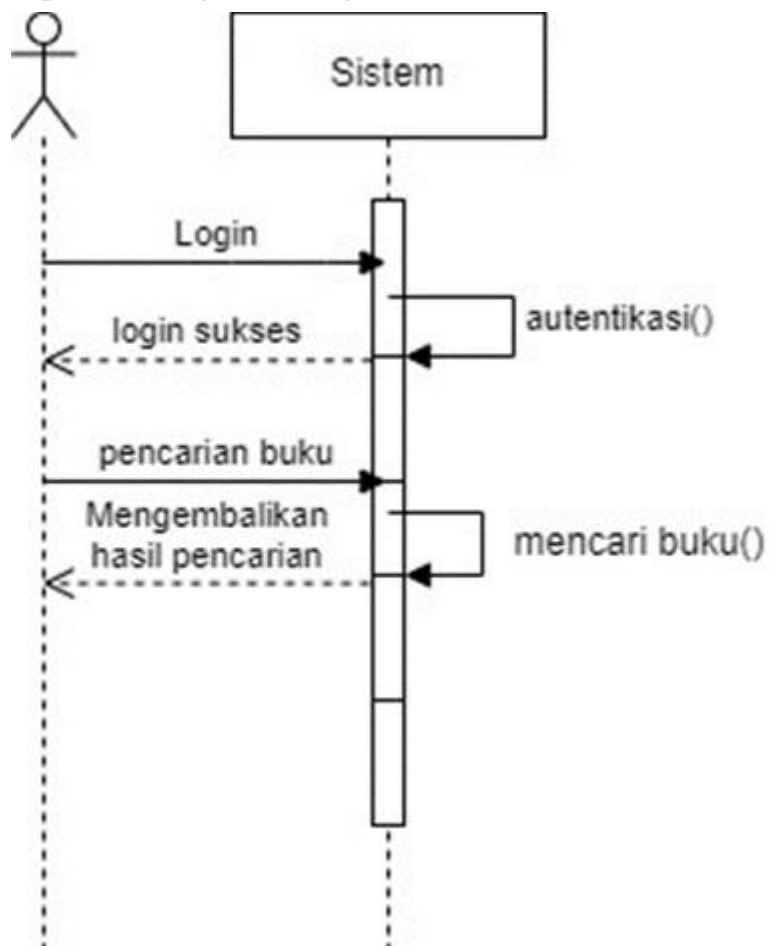 Sistem
Login
autentikasi()
login sukses
pencarian buku
Mengembalikan
hasil pencarian
mencari buku()